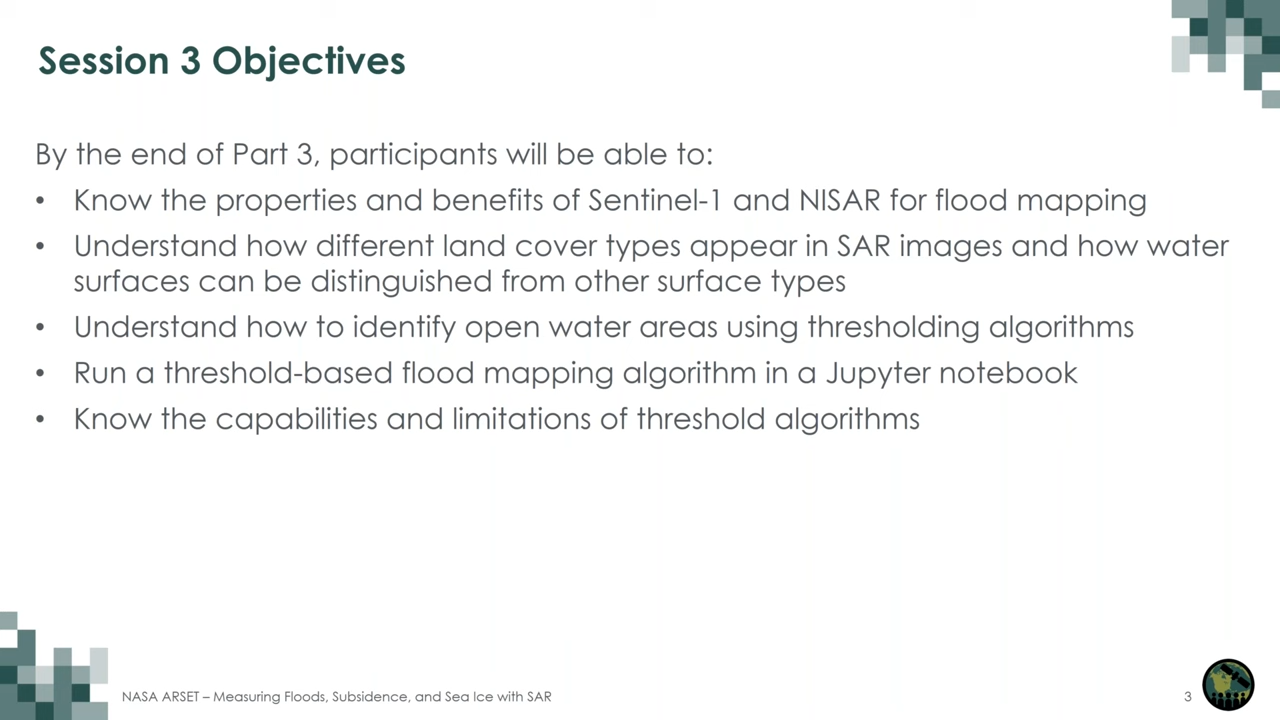 Session 3 Objectives
By the end of Part 3, participants will be able to:
• Know the properties and benefits of Sentinel-1 and NISAR for flood mapping
• Understand how different land cover types appear in SAR images and how water
surfaces can be distinguished from other surface types
• Understand how to identify open water areas using thresholding algorithms
• Run a threshold-based flood mapping algorithm in a Jupyter notebook
• Know the capabilities and limitations of threshold algorithms
NASA ARSET – Measuring Floods, Subsidence, and Sea Ice with SAR
3